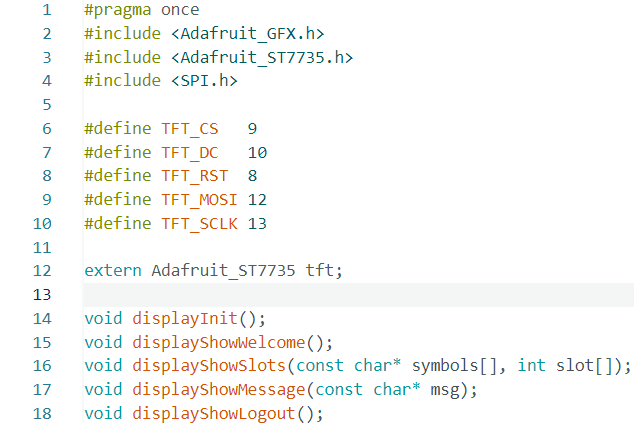 1 #pragma once
2 #include <Adafruit_GFX.h>
3 #include <Adafruit_ST7735.h>
4 #include <SPI.h>
5
6 #define TFT_CS   9
7 #define TFT_DC   10
8 #define TFT_RST  8
9 #define TFT_MOSI 12
10 #define TFT_SCLK 13
11
12 extern Adafruit_ST7735 tft;
13
14 void displayInit();
15 void displayShowWelcome();
16 void displayShowSlots(const char* symbols[], int slot[]);
17 void displayShowMessage(const char* msg);
18 void displayShowLogout();